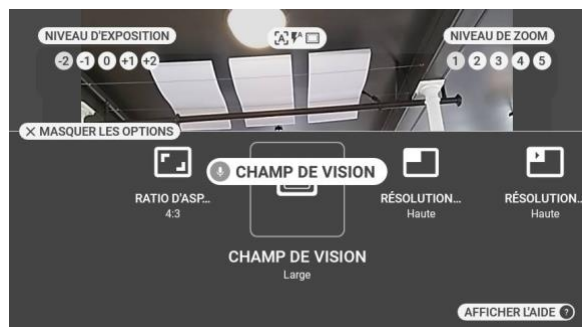 NIVEAU D'EXPOSITION
-2 -1 0 +1 +2
A A
NIVEAU DE ZOOM
1 2 3 4 5
× MASQUER LES OPTIONS
CHAMP DE VISION
RATIO D'ASP...
4:3
CHAMP DE VISION
Large
RÉSOLUTION...
Haute
RÉSOLUTION...
Haute
AFFICHER L'AIDE ?